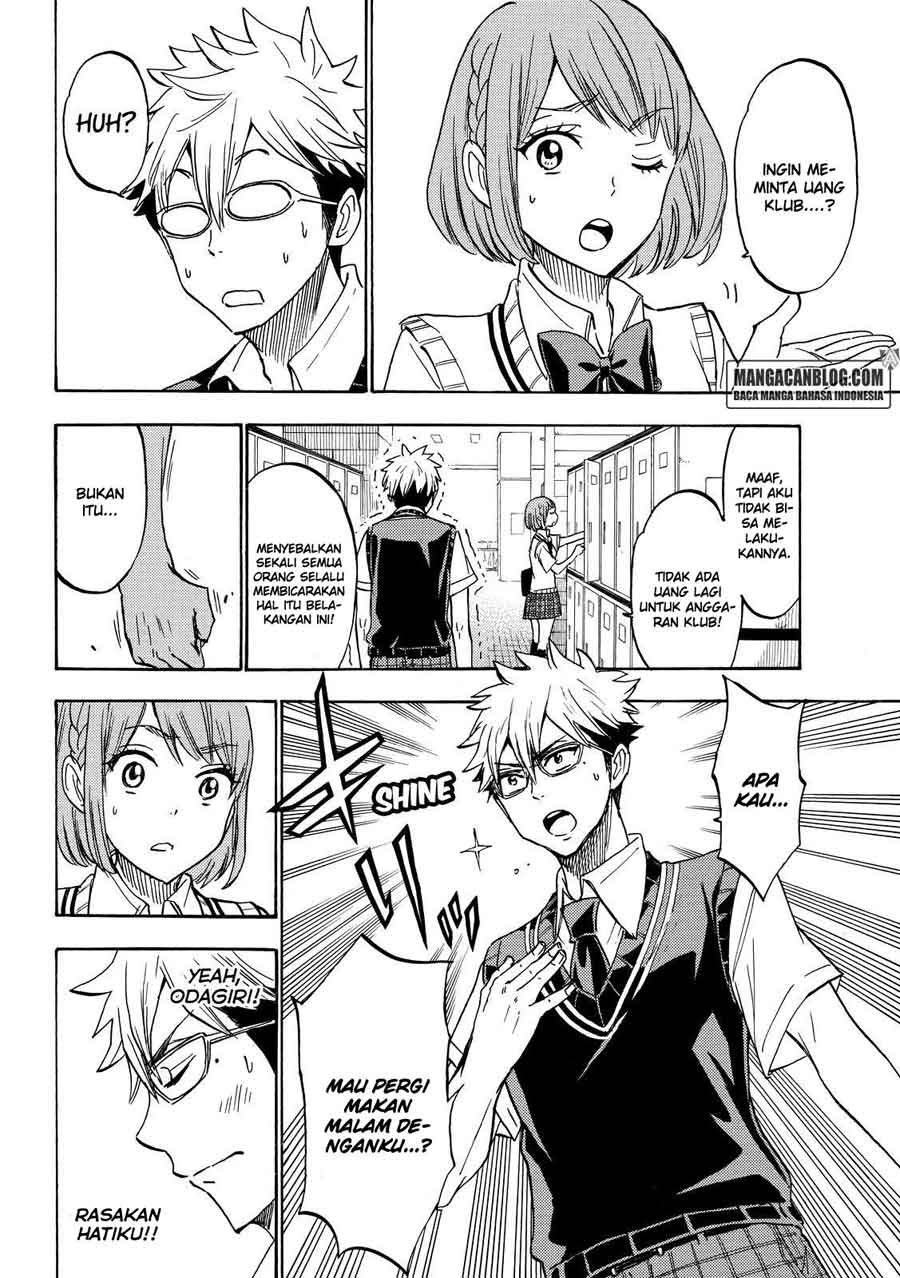 INGIN ME-
MINTA UANG
KLUB....?
HUH?
MANGACANBLOG.COM
BACA MANGA BAHASA INDONESIA
MAAF,
TAPI AKU
TIDAK BI-
SA ME-
LAKU-
KANNYA.
TIDAK ADA
UANG LAGI
UNTUK ANGGA-
RAN KLUB!
MENYEBALKAN
SEKALI SEMUA
ORANG SELALU
MEMBICARAKAN
HAL ITU BELA-
KANGAN INI!
BUKAN
ITU...
APA
KAU...
SHINE
MAU PERGI
MAKAN
MALAM DE-
NGANKU...?
YEAH,
ODAGIRI!
RASAKAN
HATIKU!!